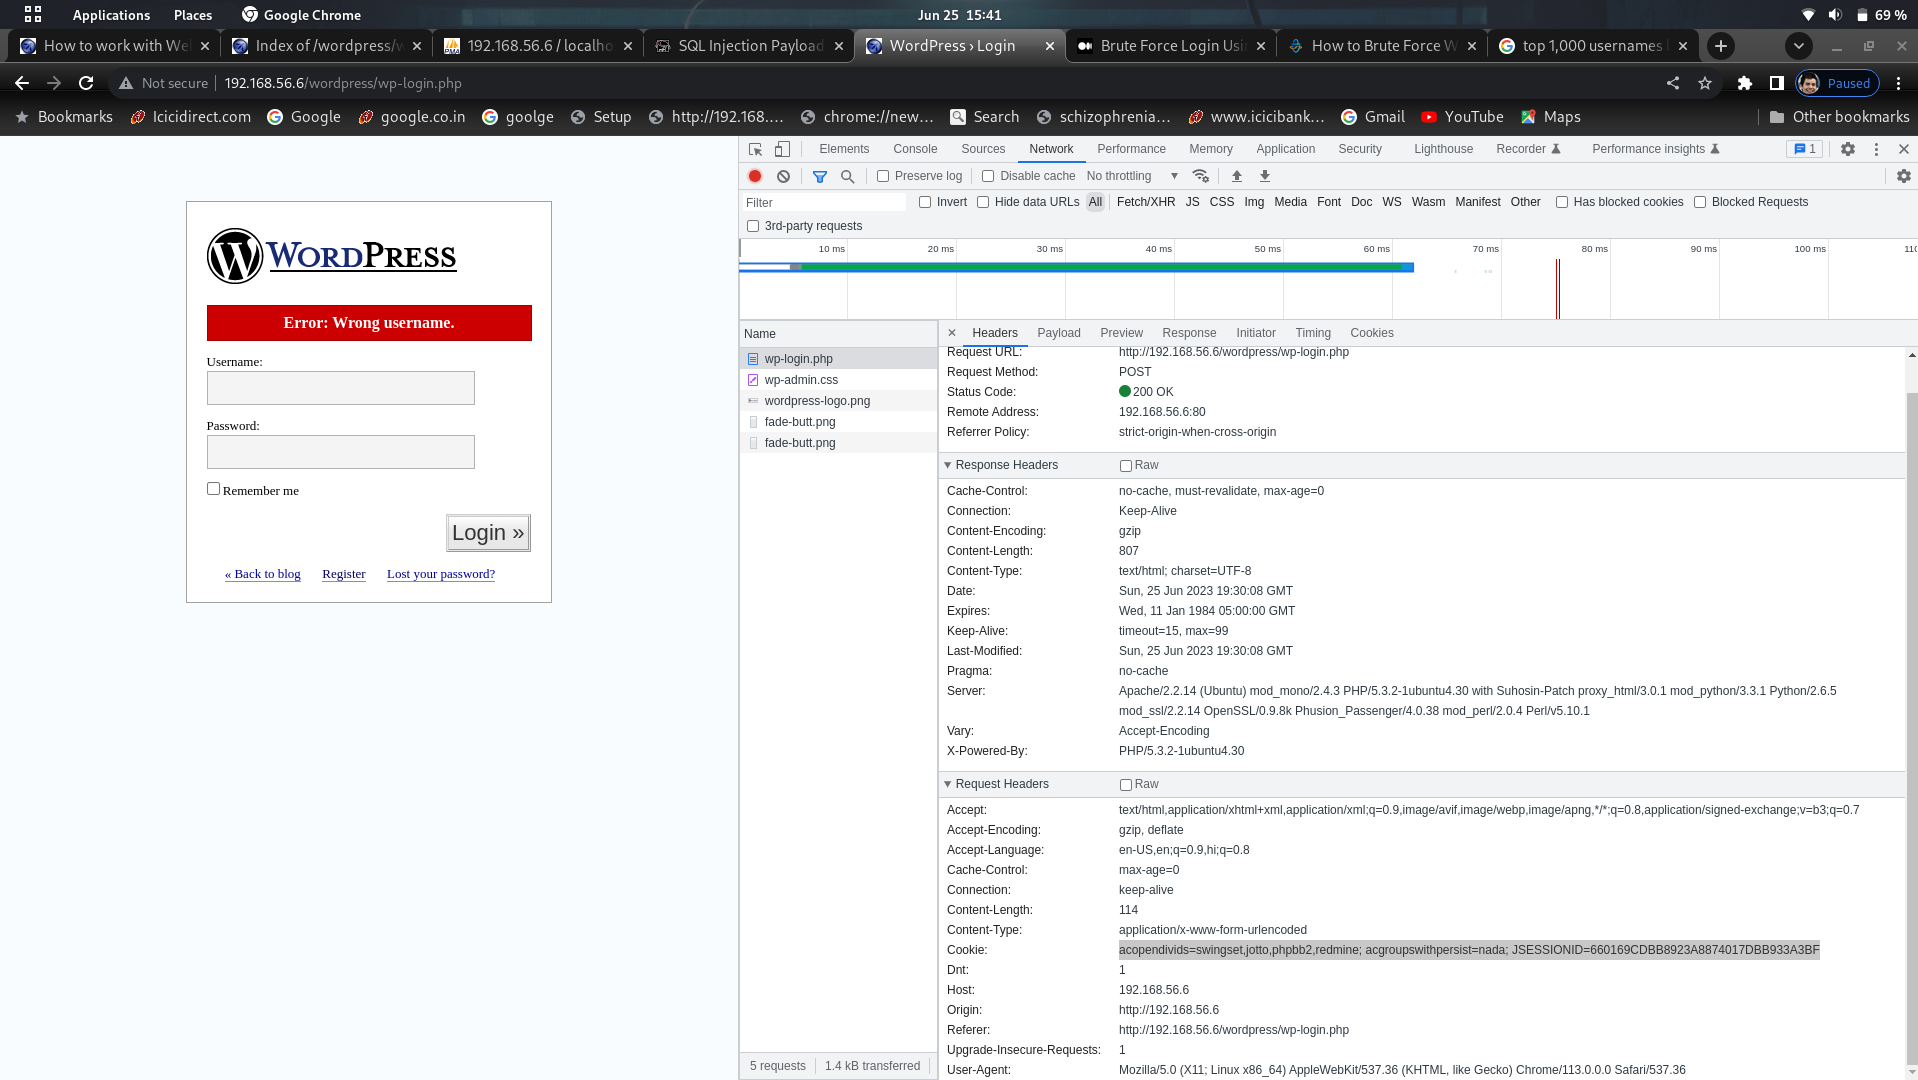 Applications Places Google Chrome Jun 25 15:41 69 %
How to work with We Index of /wordpress/w 192.168.56.6 / localho SQL Injection Payload WordPress › Login Brute Force Login Usi How to Brute Force W top 1,000 usernames
Not secure 192.168.56.6/wordpress/wp-login.php Paused
Bookmarks Icicidirect.com Google google.co.in goolge Setup http://192.168.... chrome://new... Search schizophrenia... www.icicibank... Gmail YouTube Maps Other bookmarks
Elements Console Sources Network Performance Memory Application Security Lighthouse Recorder Performance insights 1
Preserve log Disable cache No throttling
Filter Invert Hide data URLs All Fetch/XHR JS CSS Img Media Font Doc WS Wasm Manifest Other Has blocked cookies Blocked Requests
3rd-party requests
10 ms 20 ms 30 ms 40 ms 50 ms 60 ms 70 ms 80 ms 90 ms 100 ms 110
WORDPRESS
Error: Wrong username.
Username:
Password:
Remember me
Login »
« Back to blog Register Lost your password?
Name
wp-login.php
wp-admin.css
wordpress-logo.png
fade-butt.png
fade-butt.png
5 requests 1.4 kB transferred
Headers Payload Preview Response Initiator Timing Cookies
Request URL: http://192.168.56.6/wordpress/wp-login.php
Request Method: POST
Status Code: 200 OK
Remote Address: 192.168.56.6:80
Referrer Policy: strict-origin-when-cross-origin
Response Headers Raw
Cache-Control: no-cache, must-revalidate, max-age=0
Connection: Keep-Alive
Content-Encoding: gzip
Content-Length: 807
Content-Type: text/html; charset=UTF-8
Date: Sun, 25 Jun 2023 19:30:08 GMT
Expires: Wed, 11 Jan 1984 05:00:00 GMT
Keep-Alive: timeout=15, max=99
Last-Modified: Sun, 25 Jun 2023 19:30:08 GMT
Pragma: no-cache
Server: Apache/2.2.14 (Ubuntu) mod_mono/2.4.3 PHP/5.3.2-1ubuntu4.30 with Suhosin-Patch proxy_html/3.0.1 mod_python/3.3.1 Python/2.6.5
mod_ssl/2.2.14 OpenSSL/0.9.8k Phusion_Passenger/4.0.38 mod_perl/2.0.4 Perl/v5.10.1
Vary: Accept-Encoding
X-Powered-By: PHP/5.3.2-1ubuntu4.30
Request Headers Raw
Accept: text/html,application/xhtml+xml,application/xml;q=0.9,image/avif,image/webp,image/apng,*/*;q=0.8,application/signed-exchange;v=b3;q=0.7
Accept-Encoding: gzip, deflate
Accept-Language: en-US,en;q=0.9,hi;q=0.8
Cache-Control: max-age=0
Connection: keep-alive
Content-Length: 114
Content-Type: application/x-www-form-urlencoded
Cookie: acopendivids=swingset,jotto,phpbb2,redmine; acgroupswithpersist=nada; JSESSIONID=660169CDBB8923A8874017DBB933A3BF
Dnt: 1
Host: 192.168.56.6
Origin: http://192.168.56.6
Referer: http://192.168.56.6/wordpress/wp-login.php
Upgrade-Insecure-Requests: 1
User-Agent: Mozilla/5.0 (X11; Linux x86_64) AppleWebKit/537.36 (KHTML, like Gecko) Chrome/113.0.0.0 Safari/537.36